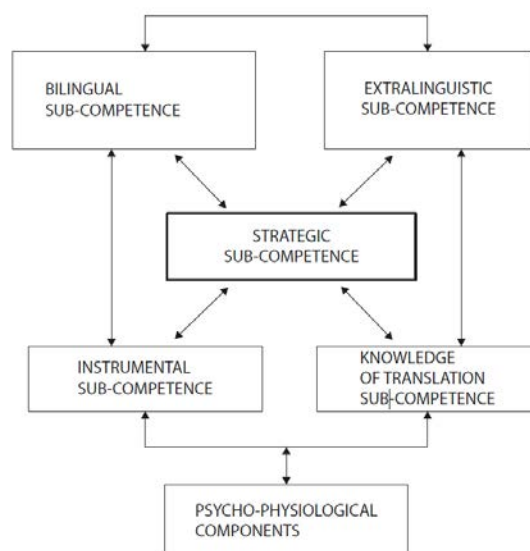 BILINGUAL
SUB-COMPETENCE
EXTRALINGUISTIC
SUB-COMPETENCE
STRATEGIC
SUB-COMPETENCE
INSTRUMENTAL
SUB-COMPETENCE
KNOWLEDGE
OF TRANSLATION
SUB-COMPETENCE
PSYCHO-PHYSIOLOGICAL
COMPONENTS